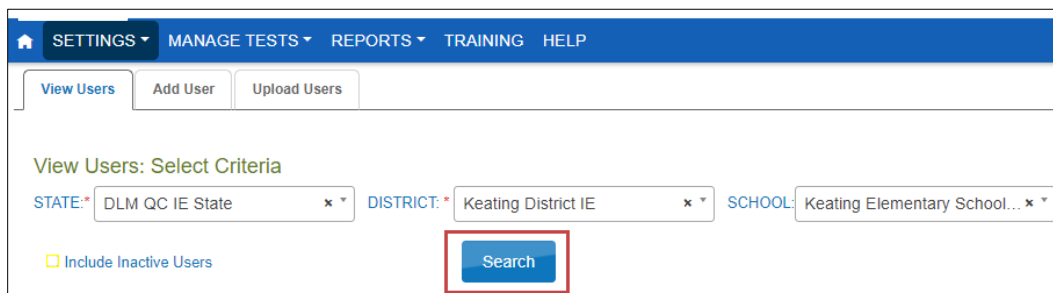 SETTINGS MANAGE TESTS REPORTS TRAINING HELP
View Users Add User Upload Users
View Users: Select Criteria
STATE:* DLM QC IE State × DISTRICT: * Keating District IE × SCHOOL: Keating Elementary School... ×
Include Inactive Users Search